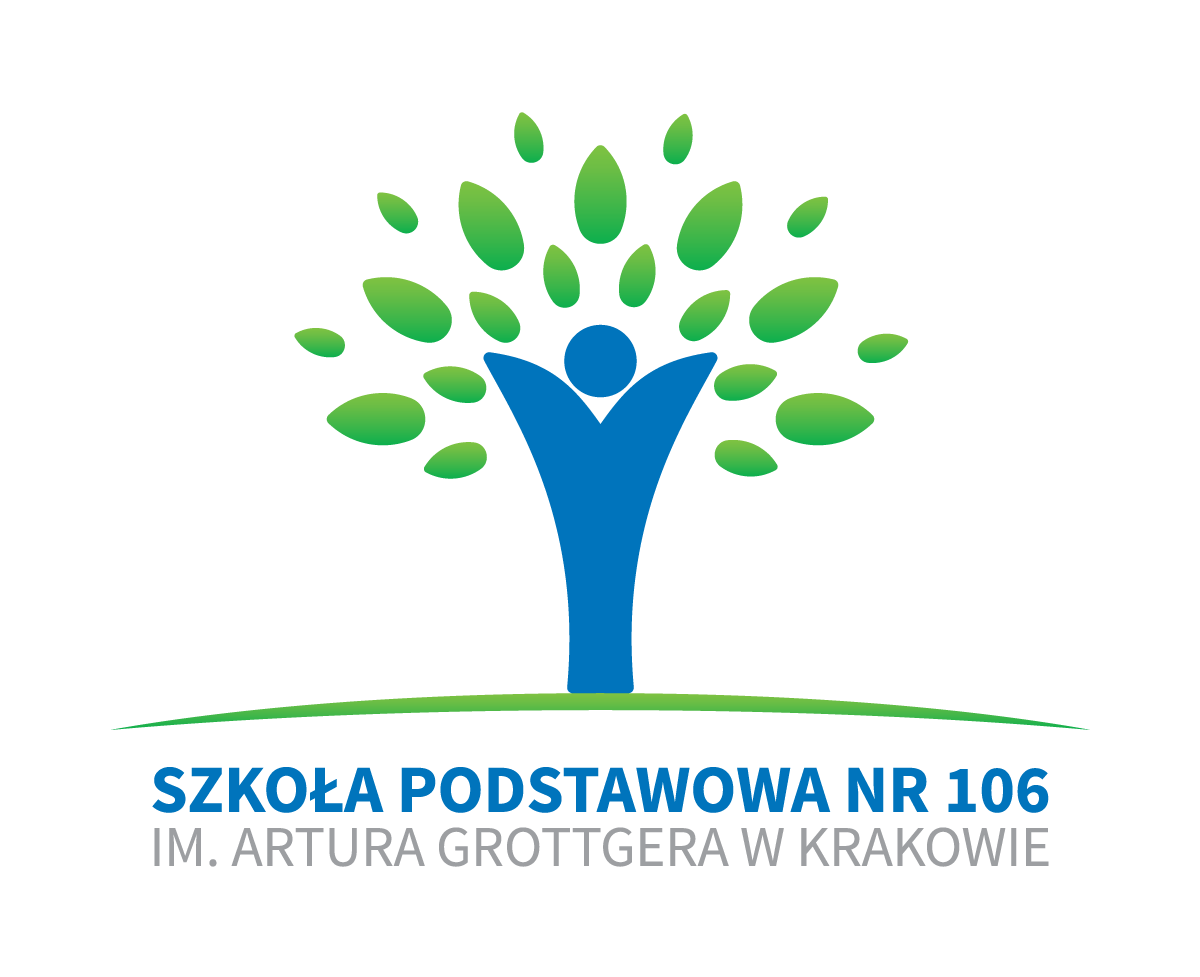 SZKOŁA PODSTAWOWA NR 106
IM. ARTURA GROTTGERA W KRAKOWIE